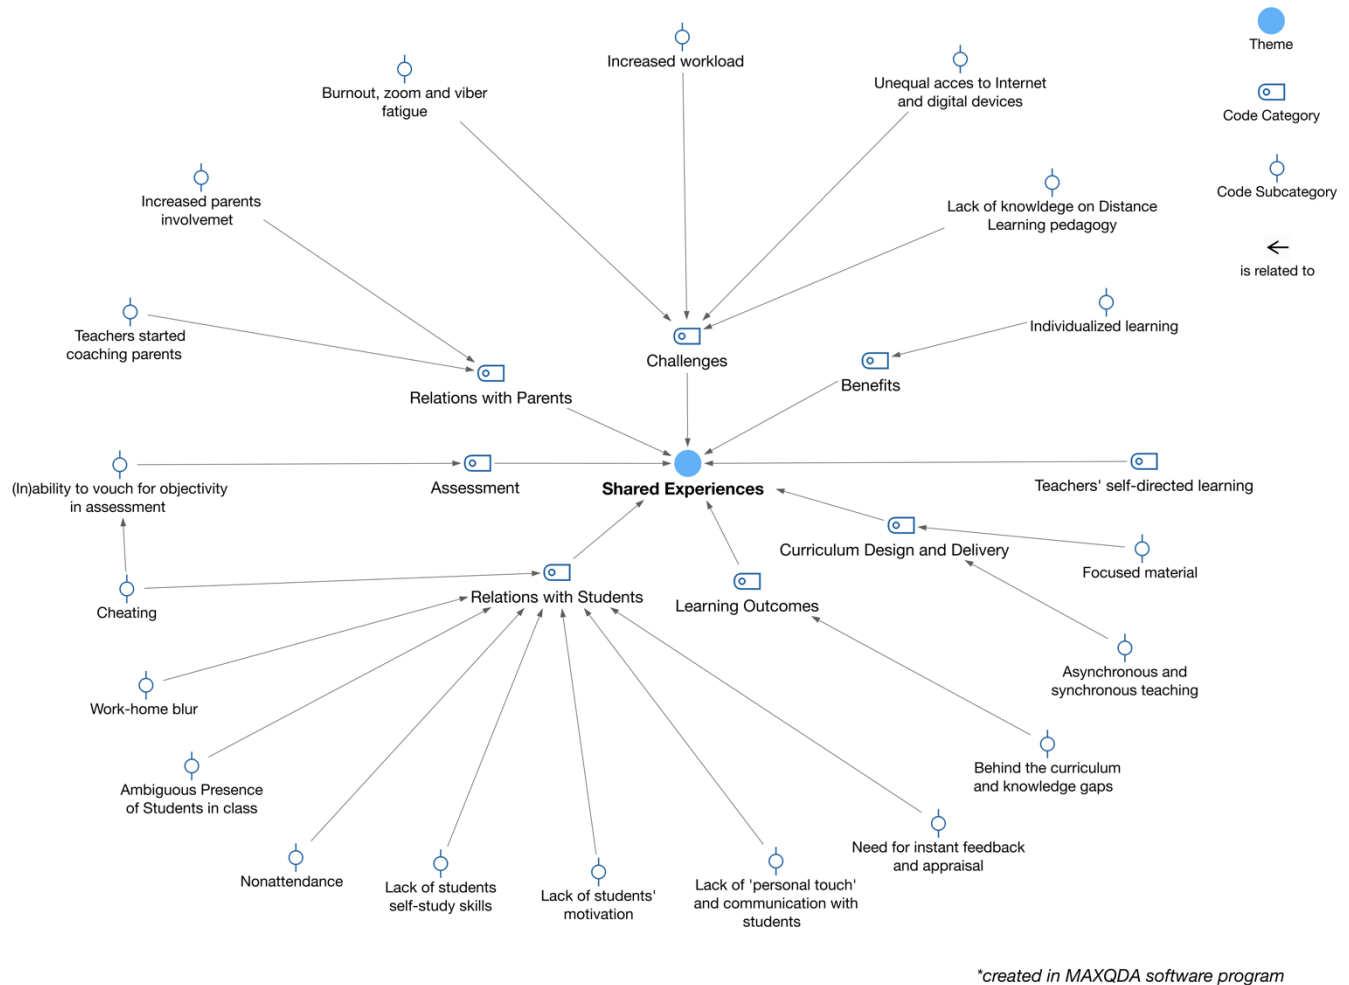 Theme
Increased workload
Burnout, zoom and viber
fatigue
Unequal acces to Internet
and digital devices
Code Category
Code Subcategory
Increased parents
involvemet
Lack of knowldege on Distance
Learning pedagogy
is related to
Teachers started
coaching parents
Individualized learning
Challenges
Benefits
Relations with Parents
(In)ability to vouch for objectivity
in assessment
Assessment
Shared Experiences
Teachers' self-directed learning
Curriculum Design and Delivery
Focused material
Cheating
Relations with Students
Learning Outcomes
Asynchronous and
synchronous teaching
Work-home blur
Ambiguous Presence
of Students in class
Behind the curriculum
and knowledge gaps
Need for instant feedback
and appraisal
Nonattendance
Lack of students
self-study skills
Lack of students'
motivation
Lack of 'personal touch'
and communication with
students
*created in MAXQDA software program